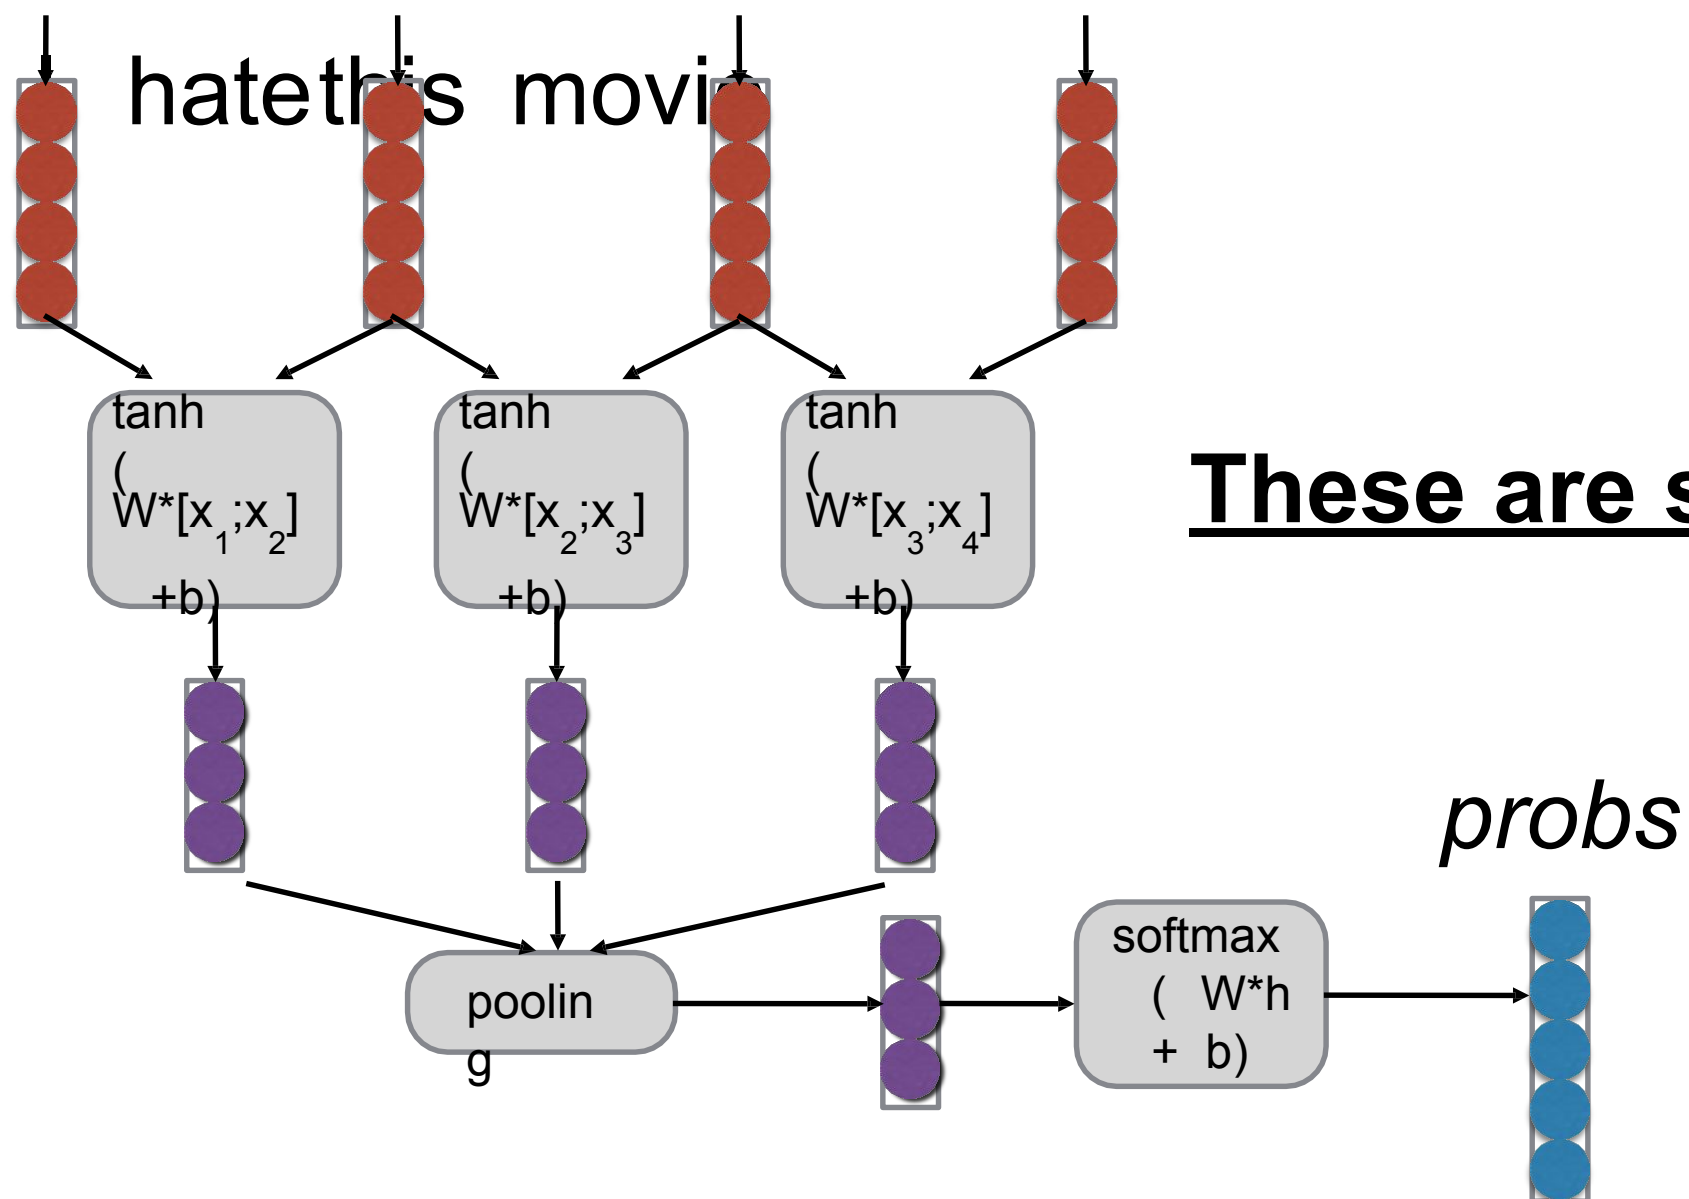 hate this movie
tanh
(
W*[x1;x2]
+b)
tanh
(
W*[x2;x3]
+b)
tanh
(
W*[x3;x4]
+b)
These are s
probs
poolin
g
softmax
( W*h
+ b)